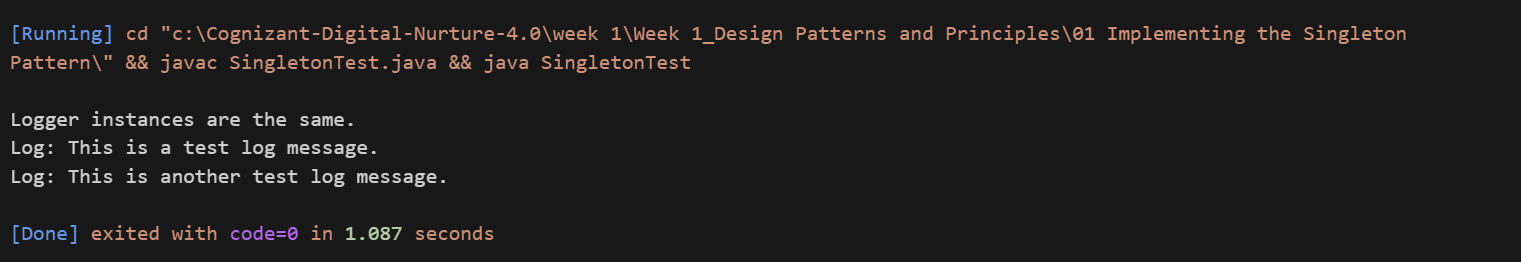 [Running] cd "c:\Cognizant-Digital-Nurture-4.0\week 1\Week 1_Design Patterns and Principles\01 Implementing the Singleton
Pattern\" && javac SingletonTest.java && java SingletonTest
Logger instances are the same.
Log: This is a test log message.
Log: This is another test log message.
[Done] exited with code=0 in 1.087 seconds